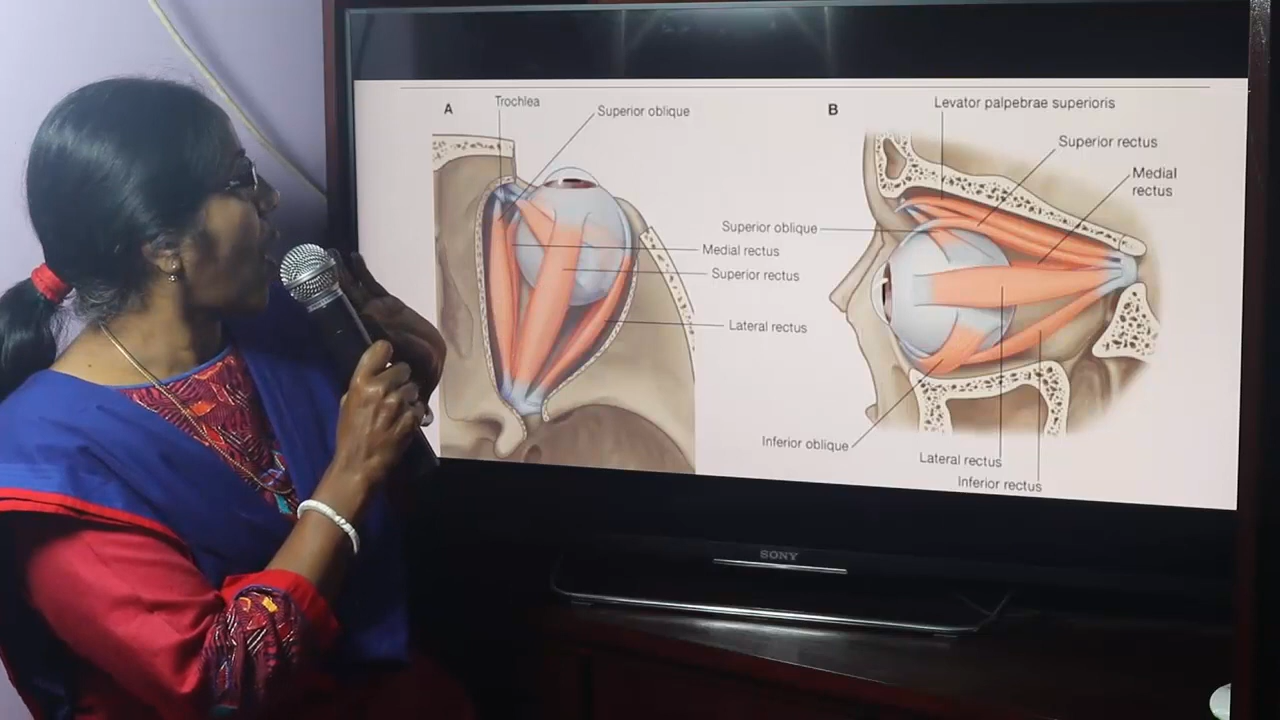 A
Trochlea
Superior oblique
Medial rectus
Superior rectus
Lateral rectus
B
Levator palpebrae superioris
Superior rectus
Medial
rectus
Superior oblique
Inferior oblique
Lateral rectus
Inferior rectus
SONY